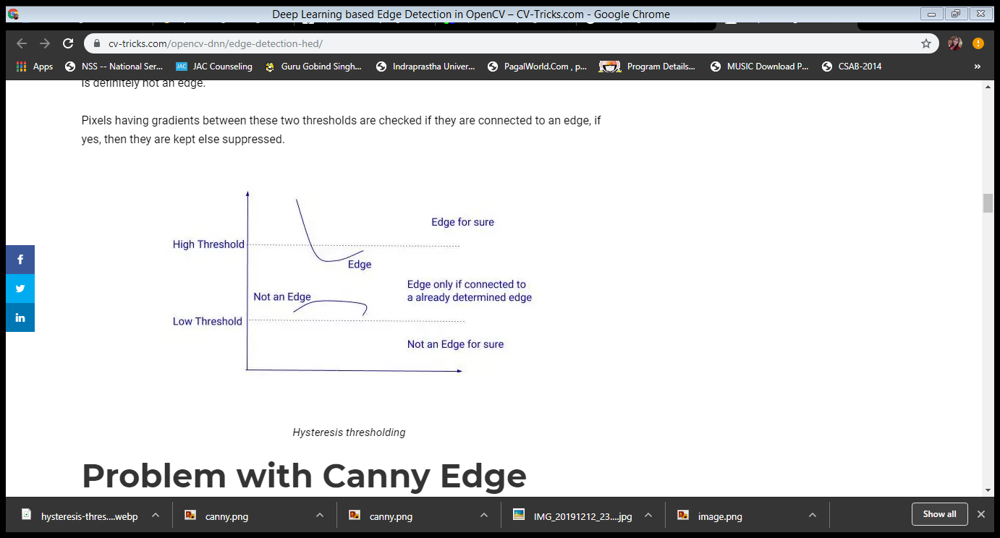 Deep Learning based Edge Detection in OpenCV – CV-Tricks.com - Google Chrome
cv-tricks.com/opencv-dnn/edge-detection-hed/
Apps NSS -- National Ser... JAC JAC Counseling Guru Gobind Singh... Indraprastha Univer... PagalWorld.Com , p... Program Details... MUSIC Download P... CSAB-2014 »
is definitely not an edge.
Pixels having gradients between these two thresholds are checked if they are connected to an edge, if
yes, then they are kept else suppressed.
Edge for sure
High Threshold
Edge
Edge only if connected to
a already determined edge
Not an Edge
Low Threshold
Not an Edge for sure
f
in
Hysteresis thresholding
Problem with Canny Edge
hysteresis-thres....webp canny.png canny.png IMG_20191212_23....jpg image.png Show all